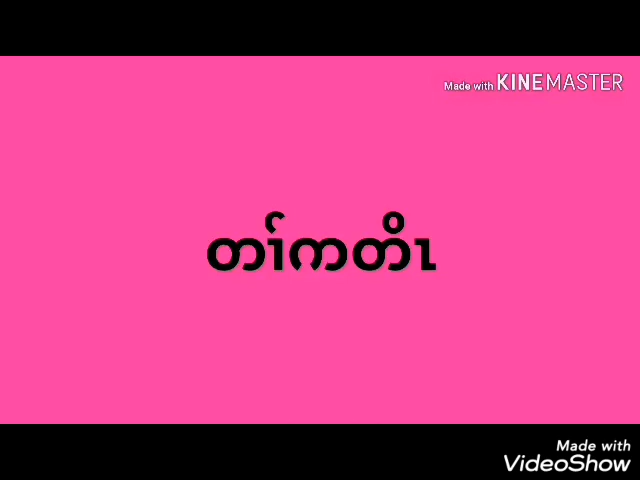 Made with KINEMASTER
တၢ်ကတိၤ
Made with
VideoShow